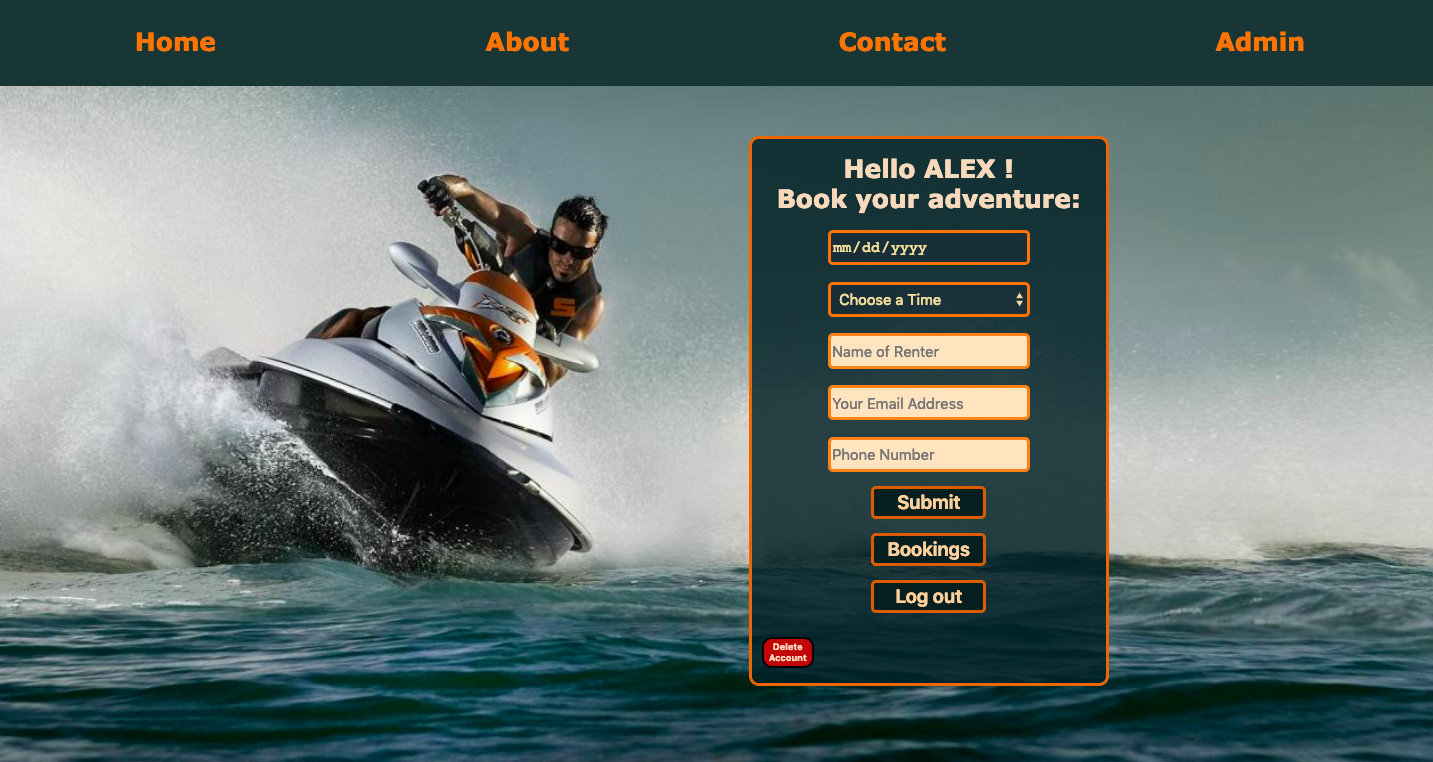 Home
About
Contact
Admin
Hello ALEX !
Book your adventure:
mm/dd/yyyy
Choose a Time
Name of Renter
Your Email Address
Phone Number
Submit
Bookings
Log out
Delete
Account
S